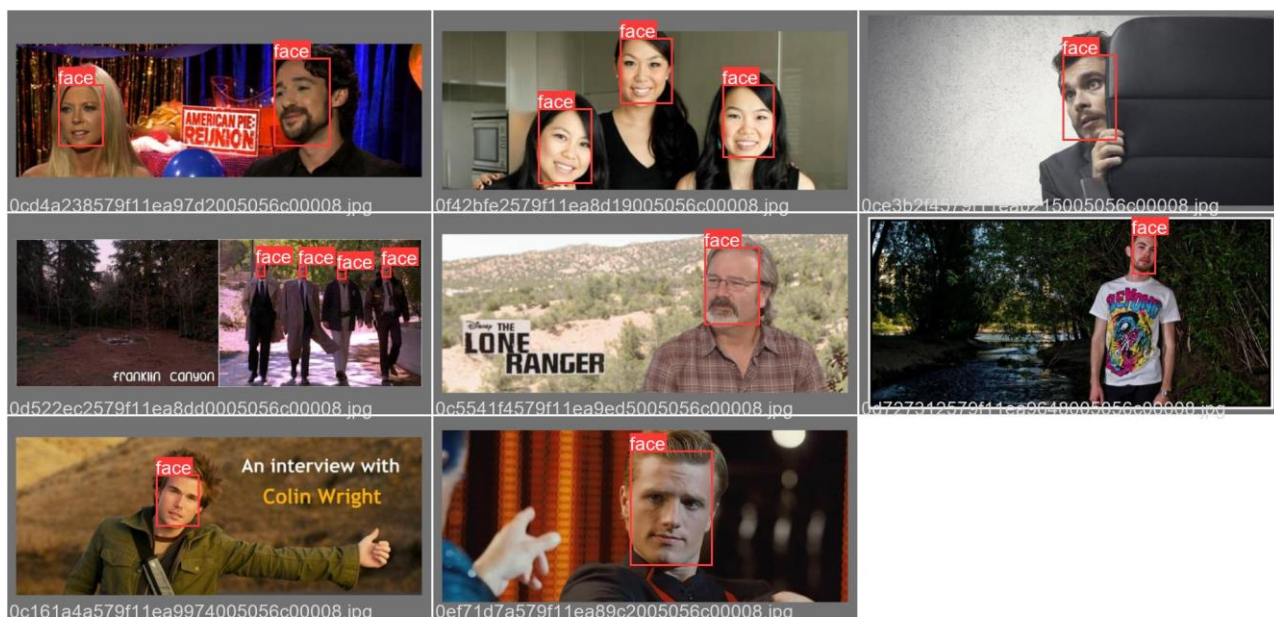 face
face
AMERICAN PIE:
REUNION
0cd4a238579f11ea97d2005056c00008.jpg
face
face
face
0f42bfe2579f11ea8d19005056c00008.jpg
face
face
face
face
face
franklin canyon
0d522ec2579f11ea8dd0005056c00008.jpg
face
Disney THE
LONE
RANGER
0c5541f4579f11ea9ed5005056c00008.jpg
face
BEYOND
face
An interview with
Colin Wright
0c161a4a579f11ea9974005056c00008.jpg
face
0ef71d7a579f11ea89c2005056c00008.jpg